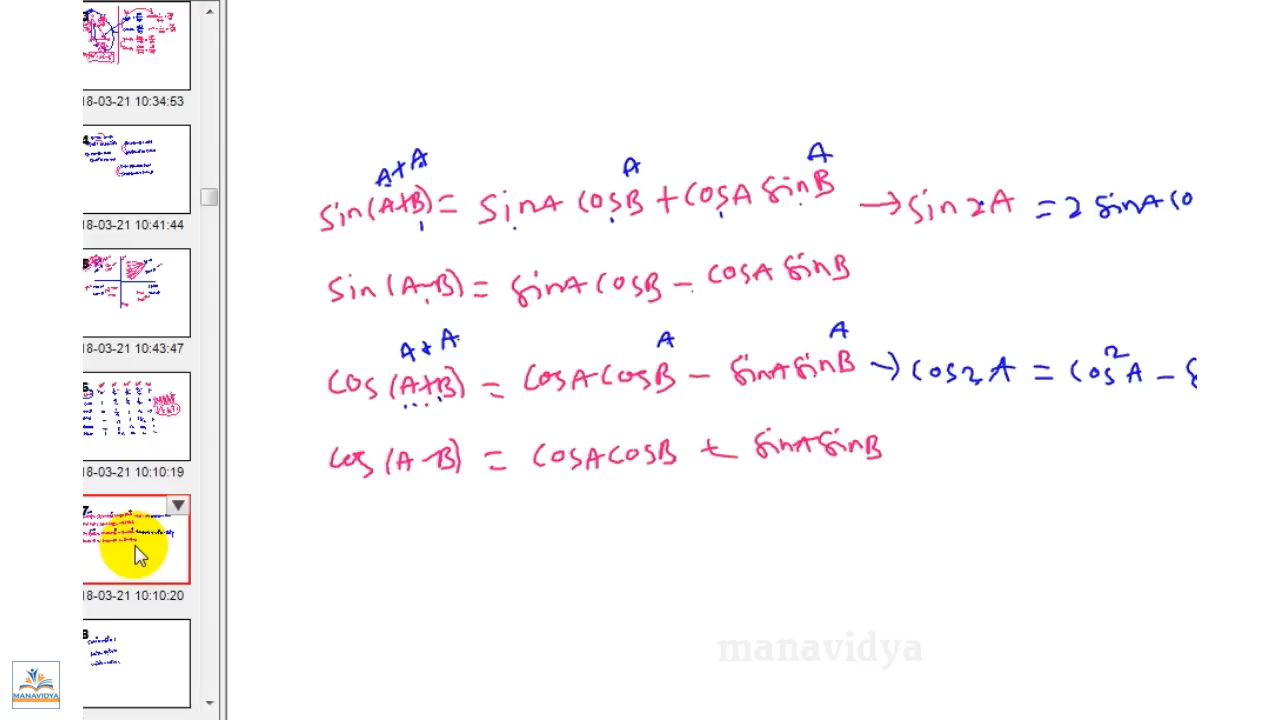 18-03-21 10:34:53
18-03-21 10:41:44
18-03-21 10:43:47
18-03-21 10:10:19
7
18-03-21 10:10:20
A+A A A
sin(A+B) = sinA cosB + cosA sinB → sin2A = 2 sinA co
sin(A-B) = sinA cosB - cosA sinB
A+A A A
cos(A+B) = cosA cosB - sinA sinB → cos2A = cos²A - s
cos(A-B) = cosA cosB + sinA sinB
manavidya
MANAVIDYA